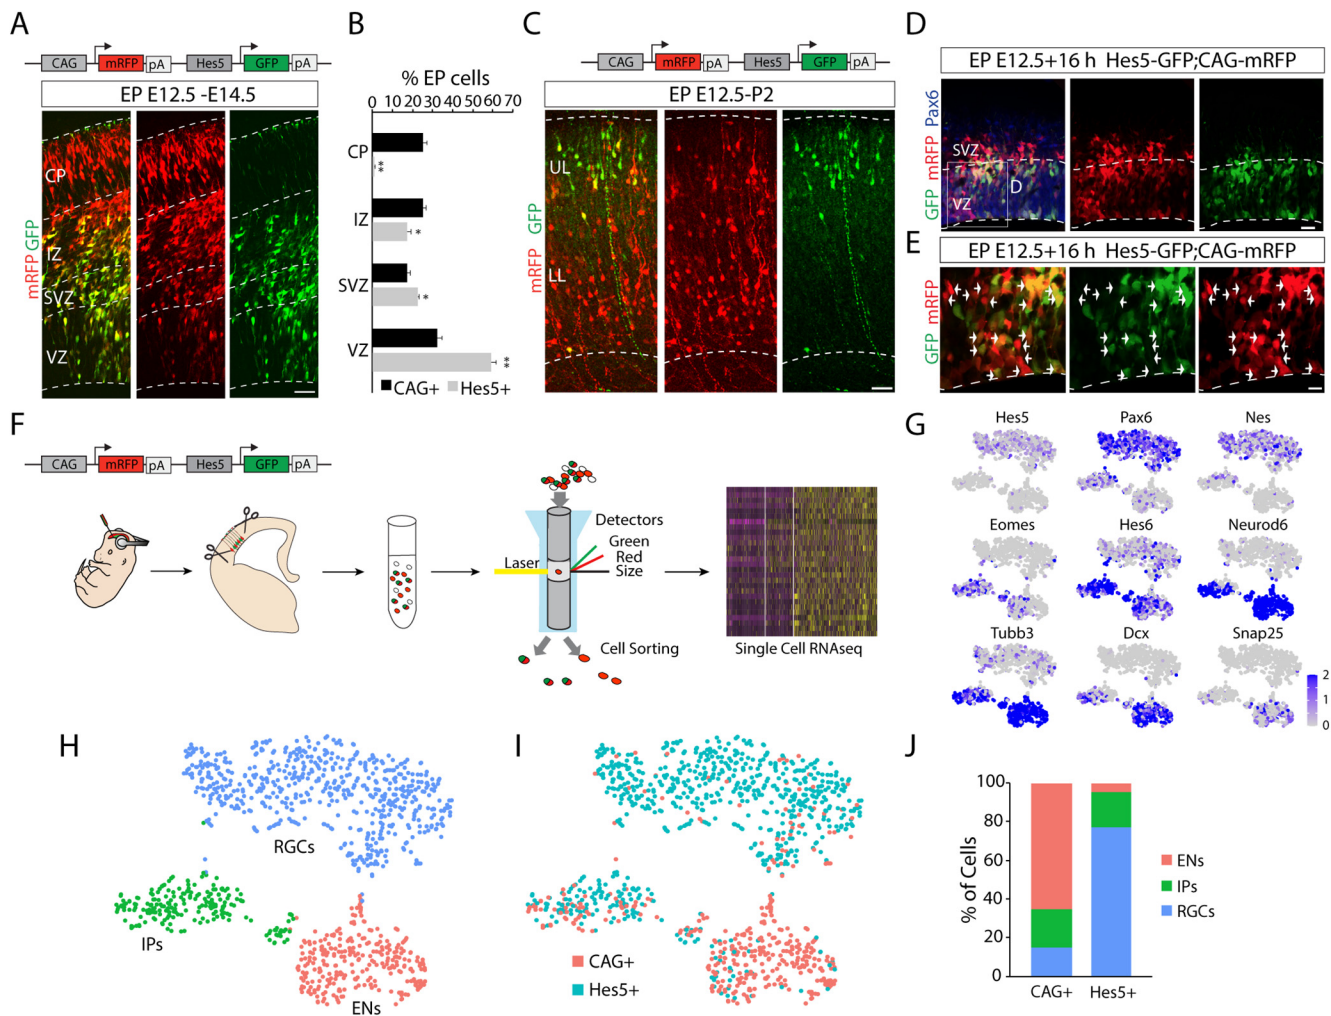 A
CAG
mRFP
pA
Hes5
GFP
pA
EP E12.5 -E14.5
mRFP GFP
CP
IZ
SVZ
VZ
B
% EP cells
0 10 20 30 40 50 60 70
CP
**
IZ
*
SVZ
*
VZ
**
CAG+ Hes5+
C
CAG
mRFP
pA
Hes5
GFP
pA
EP E12.5-P2
mRFP GFP
UL
LL
D
EP E12.5+16 h Hes5-GFP;CAG-mRFP
GFP mRFP Pax6
SVZ
D
VZ
E
EP E12.5+16 h Hes5-GFP;CAG-mRFP
GFP mRFP
F
CAG
mRFP
pA
Hes5
GFP
pA
Detectors
Green
Red
Laser
Size
Cell Sorting
Single Cell RNAseq
G
Hes5 Pax6 Nes
Eomes Hes6 Neurod6
Tubb3 Dcx Snap25
2
1
0
H
RGCs
IPs
ENs
I
CAG+
Hes5+
J
% of Cells
100
80
60
40
20
0
CAG+ Hes5+
ENs
IPs
RGCs